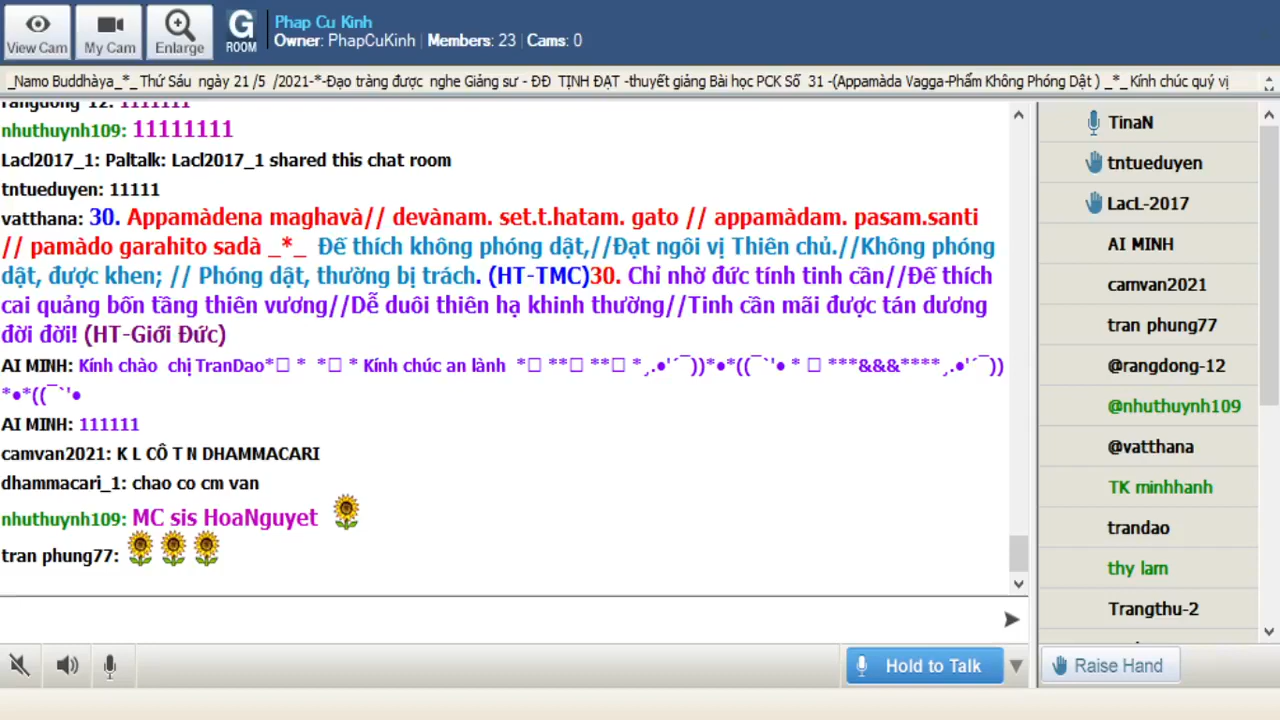 View Cam
My Cam
Enlarge
G
ROOM
Phap Cu Kinh
Owner: PhapCuKinh | Members: 23 | Cams: 0
_Namo Buddhàya_*_ Thứ Sáu ngày 21 /5 /2021-*-Đạo tràng được nghe Giảng sư - ĐĐ TỊNH ĐẠT -thuyết giảng Bài học PCK Số 31 -(Appamàda Vagga-Phẩm Không Phóng Dật ) _*_ Kính chúc quý vị
rangdong-12: 1111111
nhuthuynh109: 11111111
Lacl2017_1: Paltalk: Lacl2017_1 shared this chat room
tntueduyen: 11111
vatthana: 30. Appamàdena maghavà// devànam. set.t.hatam. gato // appamàdam. pasam.santi
// pamàdo garahito sadà _*_ Đế thích không phóng dật,//Đạt ngôi vị Thiên chủ.//Không phóng
dật, được khen; // Phóng dật, thường bị trách. (HT-TMC)30. Chỉ nhờ đức tính tinh cần//Đế thích
cai quảng bốn tầng thiên vương//Dễ duôi thiên hạ khinh thường//Tinh cần mãi được tán dương
đời đời! (HT-Giới Đức)
AI MINH: Kính chào chị TranDao*□ * *□ * Kính chúc an lành *□ **□ **□ *¸.●'´¯))*●*((¯`'● * □ ***&&&****¸.●'´¯))
*●*((¯`'●
AI MINH: 111111
camvan2021: K L CÔ T N DHAMMACARI
dhammacari_1: chao co cm van
nhuthuynh109: MC sis HoaNguyet
tran phung77:
Hold to Talk
TinaN
tntueduyen
LacL-2017
AI MINH
camvan2021
tran phung77
@rangdong-12
@nhuthuynh109
@vatthana
TK minhhanh
trandao
thy lam
Trangthu-2
Raise Hand